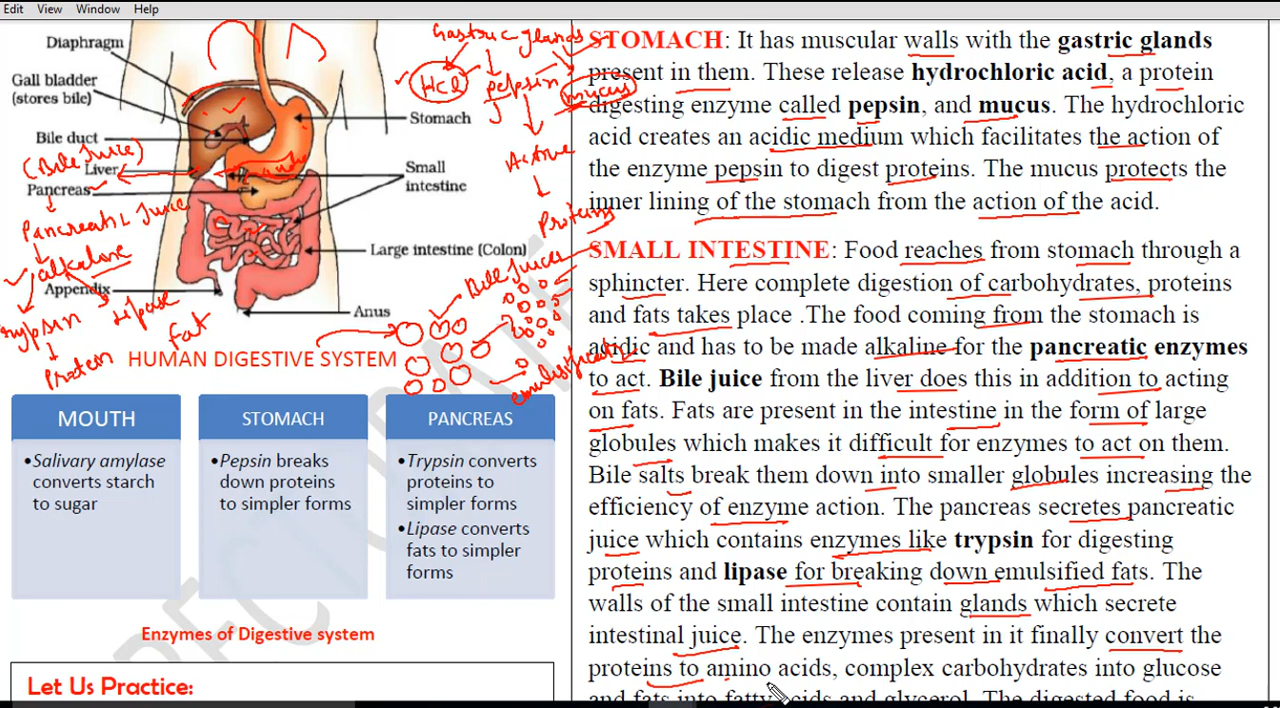 Edit View Window Help
Diaphragm
Gall bladder
(stores bile)
Bile duct
(Bile Juice)
Liver
Pancreas
Pancreatic Juice
alkaline
Appendix
Trypsin
Lipase
Protein
fat
Gastric glands
HCl
pepsin
mucus
Stomach
Active
Small
intestine
Proteins
Large intestine (Colon)
Bile Juices
Anus
emulsification
HUMAN DIGESTIVE SYSTEM
MOUTH
•Salivary amylase
converts starch
to sugar
STOMACH
•Pepsin breaks
down proteins
to simpler forms
PANCREAS
•Trypsin converts
proteins to
simpler forms
•Lipase converts
fats to simpler
forms
Enzymes of Digestive system
Let Us Practice:
STOMACH: It has muscular walls with the gastric glands
present in them. These release hydrochloric acid, a protein
digesting enzyme called pepsin, and mucus. The hydrochloric
acid creates an acidic medium which facilitates the action of
the enzyme pepsin to digest proteins. The mucus protects the
inner lining of the stomach from the action of the acid.
SMALL INTESTINE: Food reaches from stomach through a
sphincter. Here complete digestion of carbohydrates, proteins
and fats takes place .The food coming from the stomach is
acidic and has to be made alkaline for the pancreatic enzymes
to act. Bile juice from the liver does this in addition to acting
on fats. Fats are present in the intestine in the form of large
globules which makes it difficult for enzymes to act on them.
Bile salts break them down into smaller globules increasing the
efficiency of enzyme action. The pancreas secretes pancreatic
juice which contains enzymes like trypsin for digesting
proteins and lipase for breaking down emulsified fats. The
walls of the small intestine contain glands which secrete
intestinal juice. The enzymes present in it finally convert the
proteins to amino acids, complex carbohydrates into glucose
and fats into fatty acids and glycerol. The digested food is